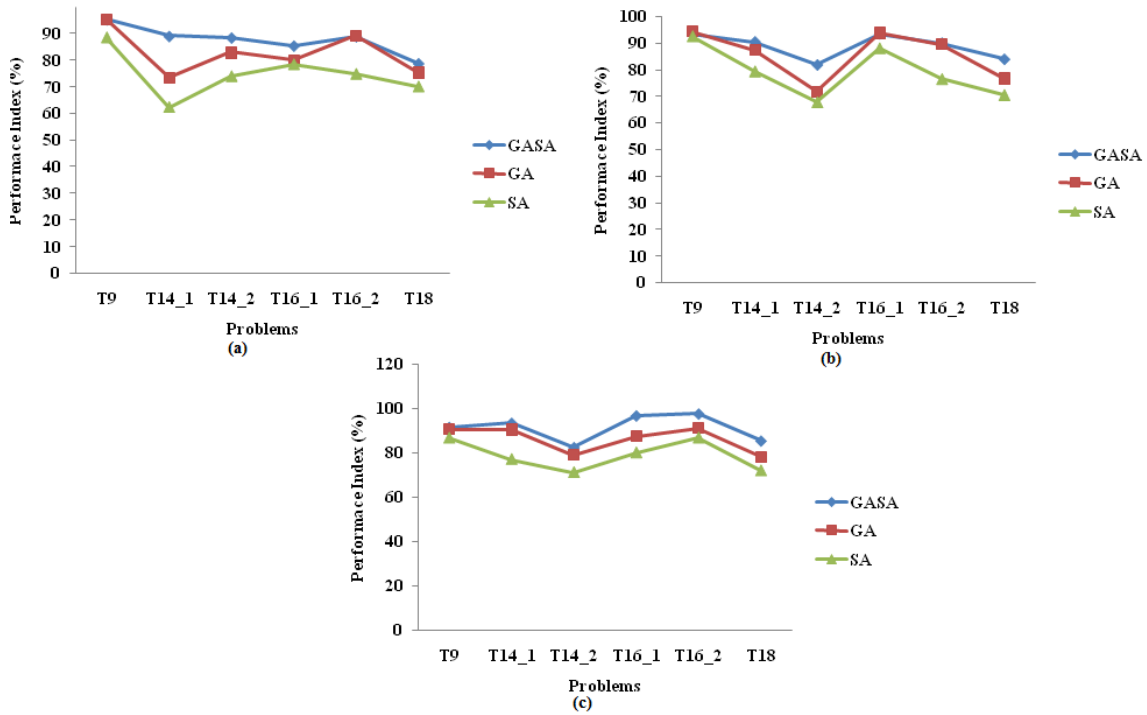 Performace Index (%)
90
80
70
60
50
40
30
20
10
0
T9 T14_1 T14_2 T16_1 T16_2 T18
Problems
(a)
GASA
GA
SA
Performace Index (%)
100
90
80
70
60
50
40
30
20
10
0
T9 T14_1 T14_2 T16_1 T16_2 T18
Problems
(b)
GASA
GA
SA
Performace Index (%)
120
100
80
60
40
20
0
T9 T14_1 T14_2 T16_1 T16_2 T18
Problems
(c)
GASA
GA
SA